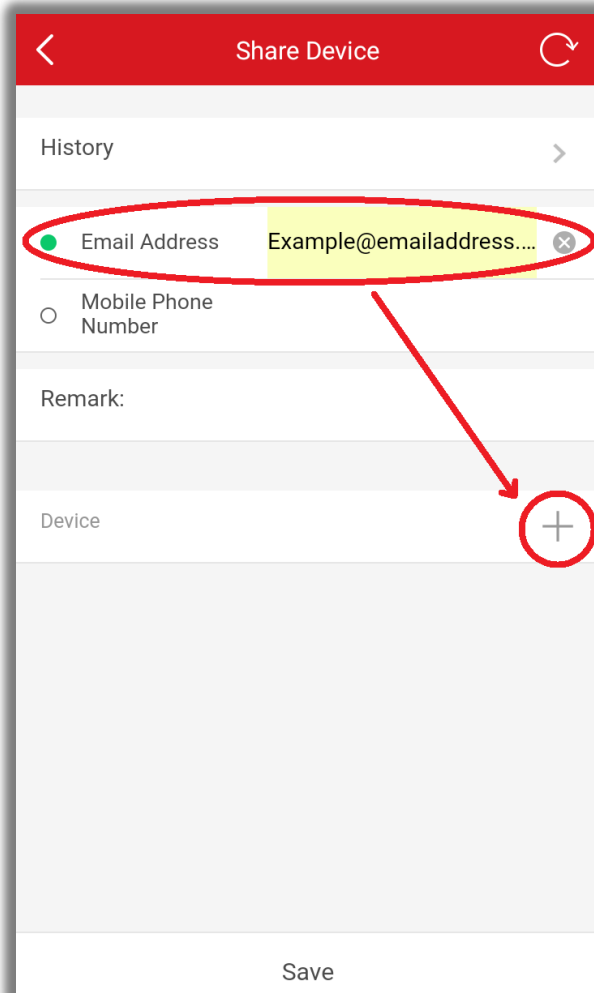 Share Device
History
Email Address Example@emailaddress....
Mobile Phone
Number
Remark:
Device
Save